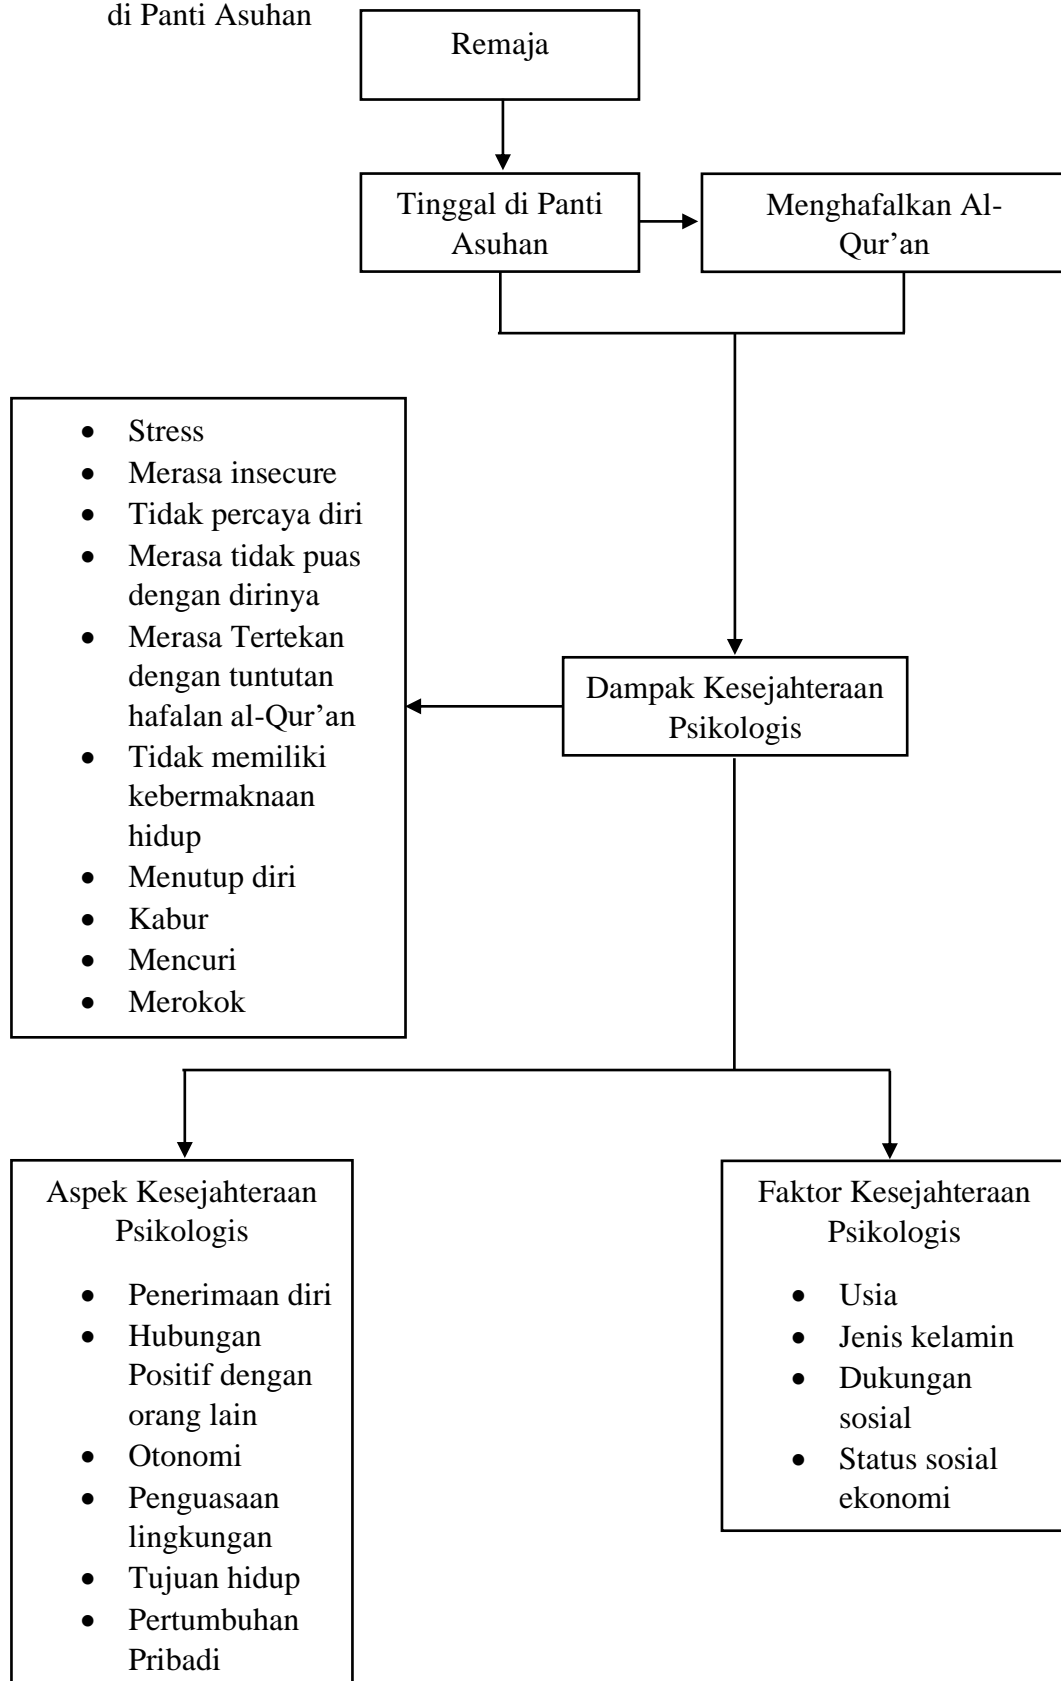 di Panti Asuhan
Remaja
Tinggal di Panti
Asuhan
Menghafalkan Al-
Qur’an
• Stress
• Merasa insecure
• Tidak percaya diri
• Merasa tidak puas
dengan dirinya
• Merasa Tertekan
dengan tuntutan
hafalan al-Qur’an
• Tidak memiliki
kebermaknaan
hidup
• Menutup diri
• Kabur
• Mencuri
• Merokok
Dampak Kesejahteraan
Psikologis
Aspek Kesejahteraan
Psikologis
• Penerimaan diri
• Hubungan
Positif dengan
orang lain
• Otonomi
• Penguasaan
lingkungan
• Tujuan hidup
• Pertumbuhan
Pribadi
Faktor Kesejahteraan
Psikologis
• Usia
• Jenis kelamin
• Dukungan
sosial
• Status sosial
ekonomi